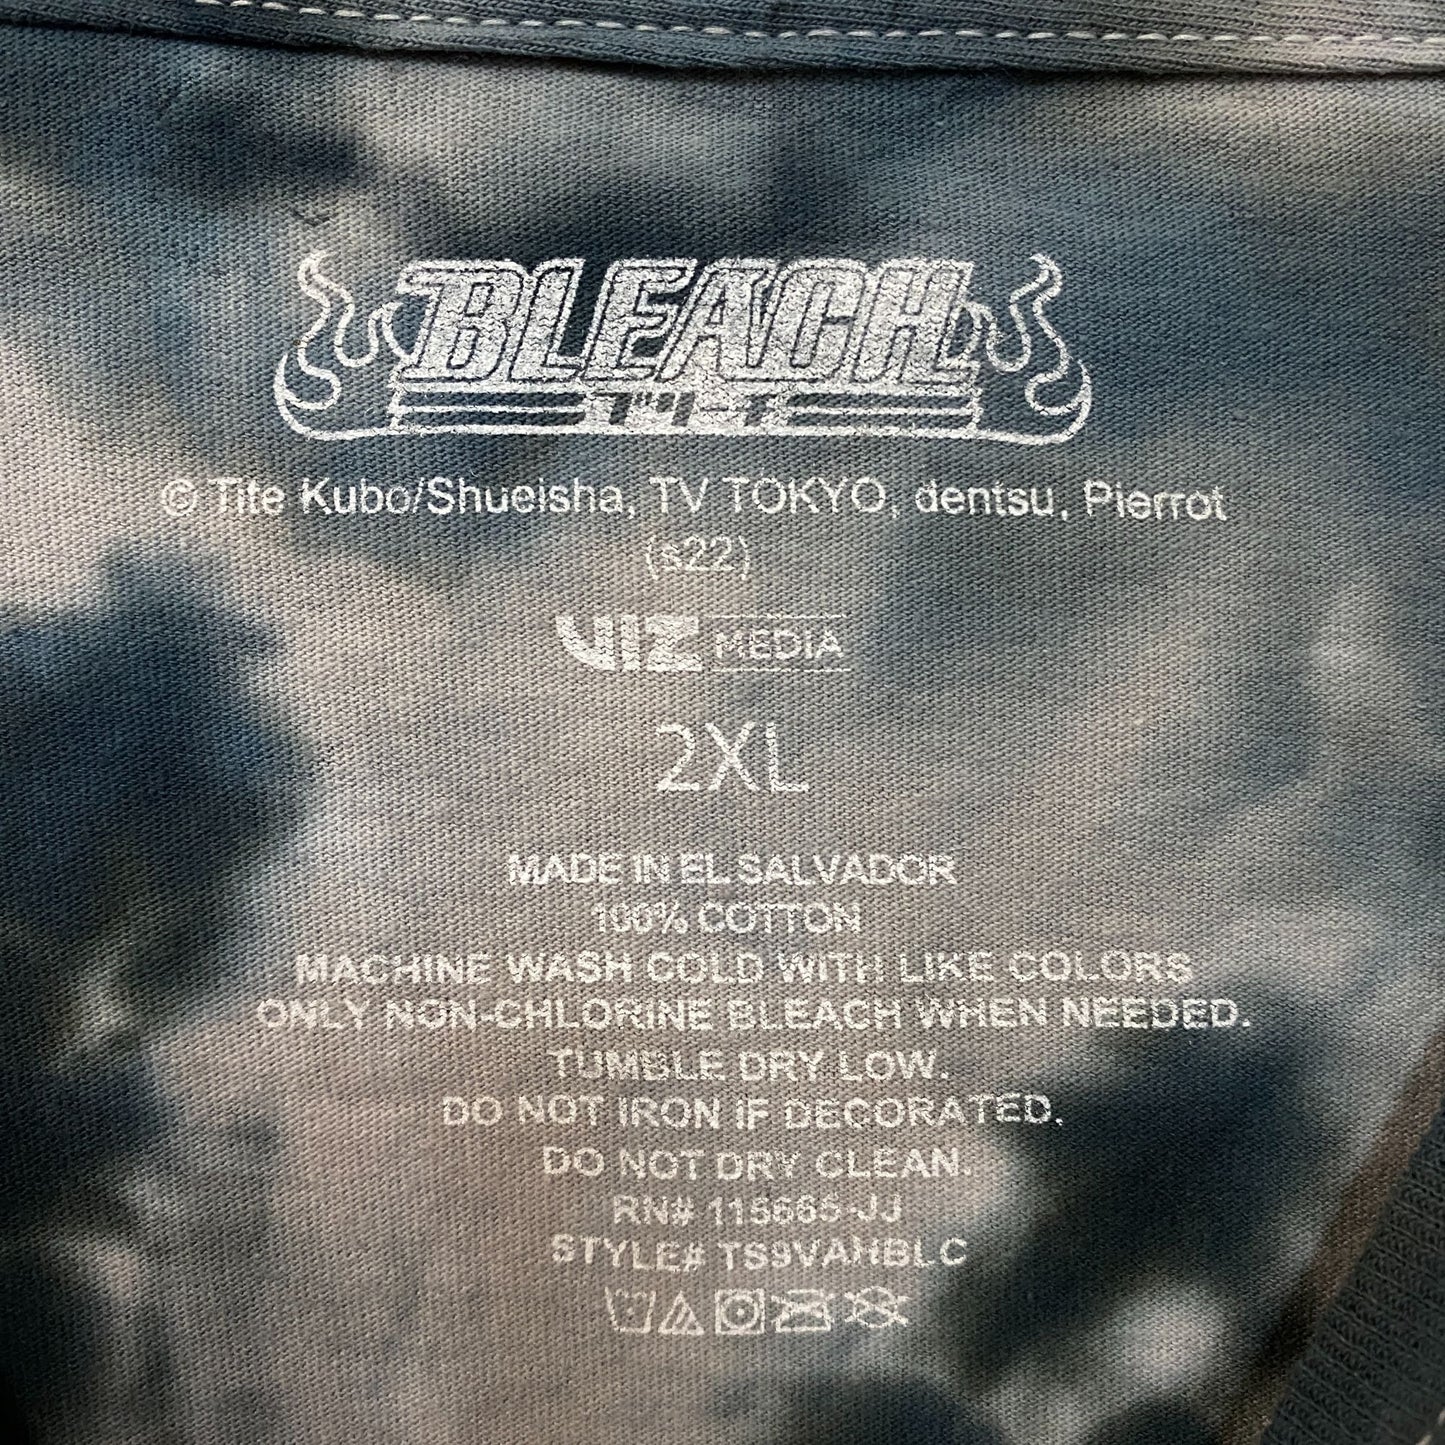 BLEACH
ブリーチ
© Tite Kubo/Shueisha, TV TOKYO, dentsu, Pierrot
(s22)
VIZ MEDIA
2XL
MADE IN EL SALVADOR
100% COTTON
MACHINE WASH COLD WITH LIKE COLORS
ONLY NON-CHLORINE BLEACH WHEN NEEDED.
TUMBLE DRY LOW.
DO NOT IRON IF DECORATED.
DO NOT DRY CLEAN.
RN# 115665-JJ
STYLE# TS9VAHBLC